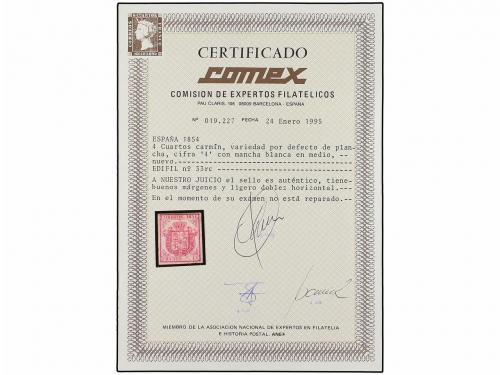 CERTIFICADO
comex
COMISION DE EXPERTOS FILATELICOS
PAU CLARIS, 106 08009 BARCELONA - ESPAÑA
Nº 019.227 FECHA 24 Enero 1995
ESPAÑA 1854
4 Cuartos carmín, variedad por defecto de plan-
cha, cifra '4' con mancha blanca en medio, --
nuevo.
EDIFIL nº 33rc
A NUESTRO JUICIO el sello es auténtico, tiene-
buenos márgenes y ligero doblez horizontal.
En el momento de su examen no está reparado.
MIEMBRO DE LA ASOCIACION NACIONAL DE EXPERTOS EN FILATELIA
E HISTORIA POSTAL. ANEF